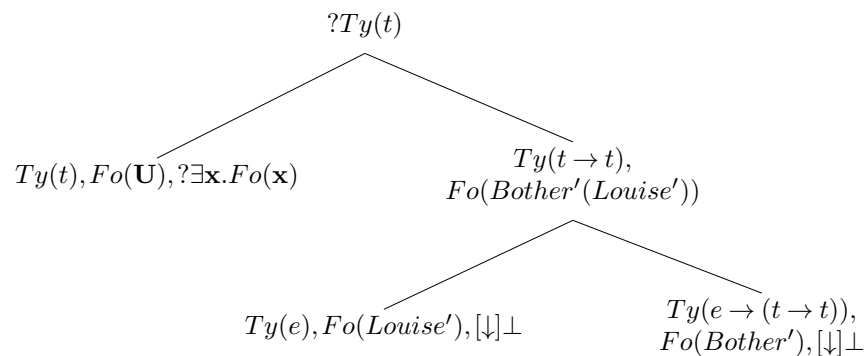 ?Ty(t)
Ty(t), Fo(U), ?∃x.Fo(x)
Ty(t → t),
Fo(Bother′(Louise′))
Ty(e), Fo(Louise′), [↓]⊥
Ty(e → (t → t)),
Fo(Bother′), [↓]⊥